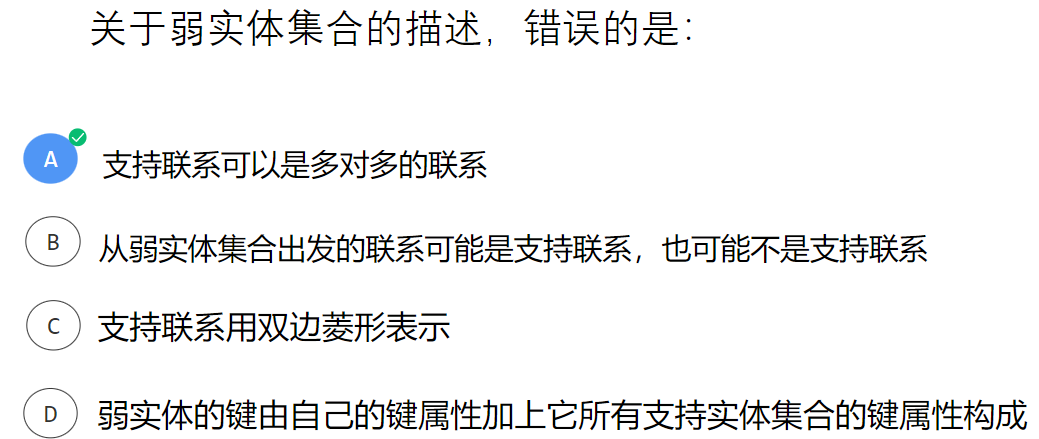 关于弱实体集合的描述，错误的是：
A 支持联系可以是多对多的联系
B 从弱实体集合出发的联系可能是支持联系，也可能不是支持联系
C 支持联系用双边菱形表示
D 弱实体的键由自己的键属性加上它所有支持实体集合的键属性构成